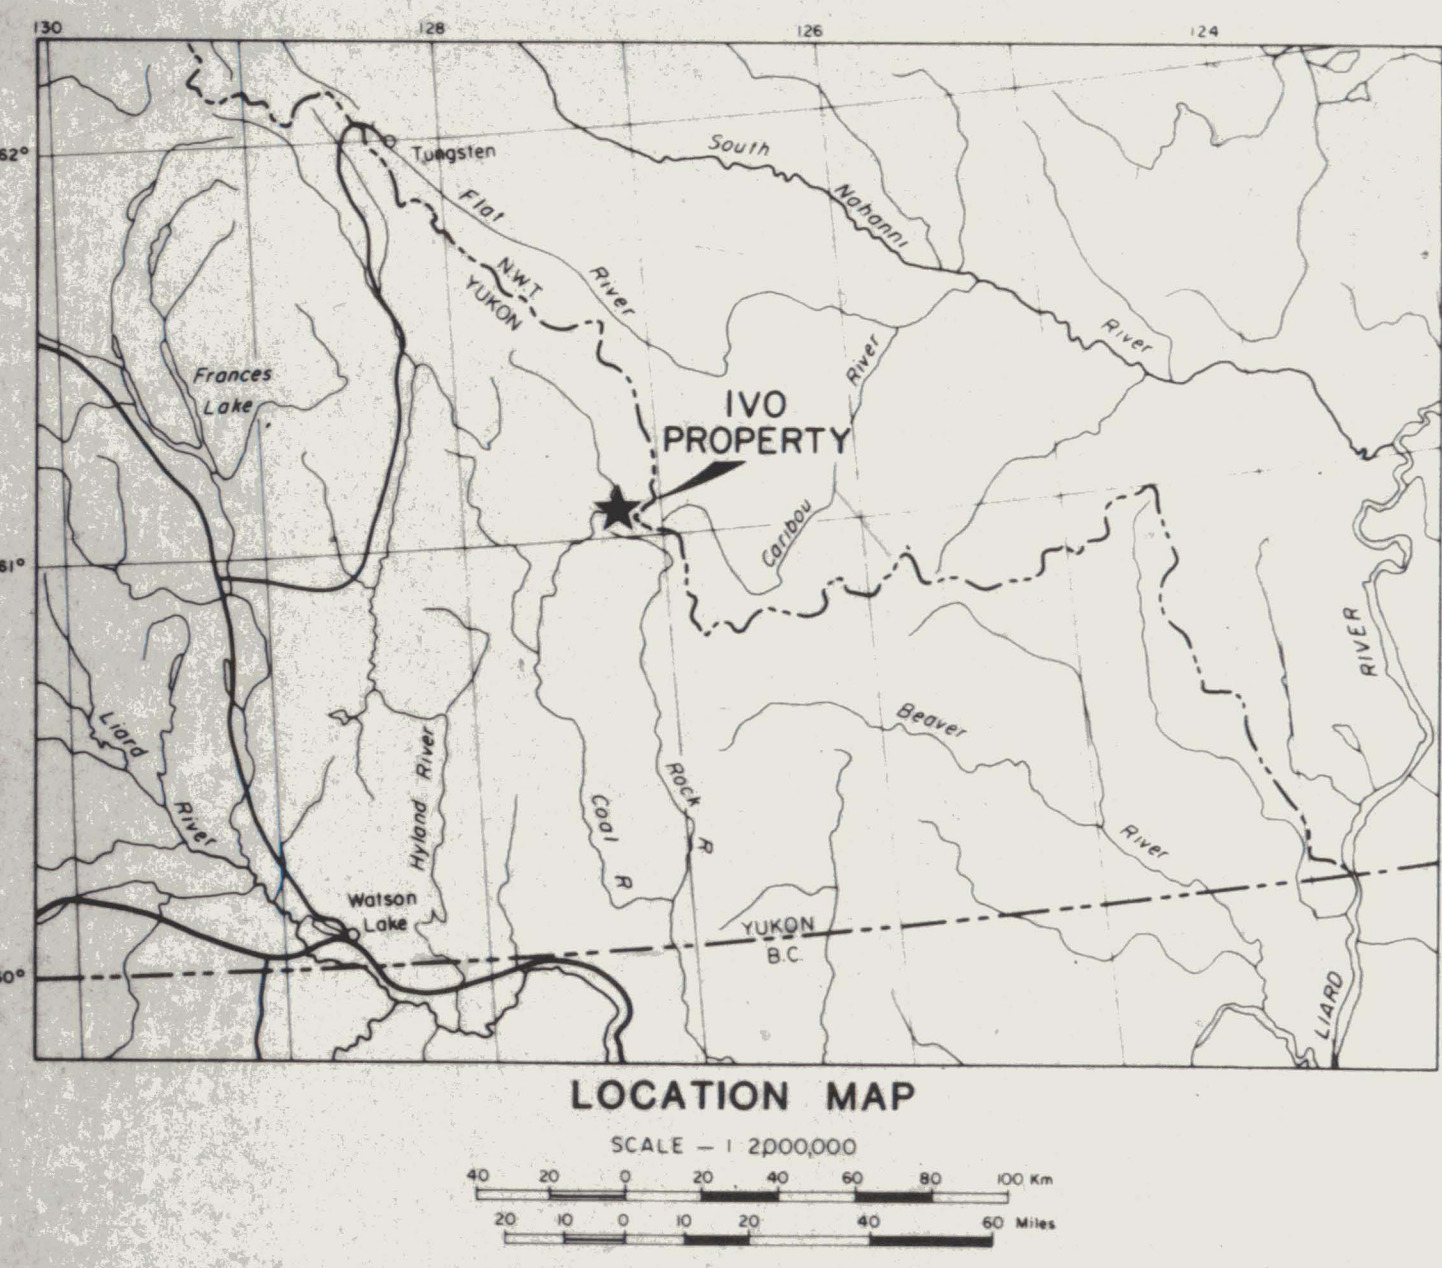 130 128 126 124
62°
Tungsten
South
Nahanni
River
Flat
River
N.W.T.
YUKON
Frances
Lake
River
IVO
PROPERTY
Caribou
61°
RIVER
Liard
River
Hyland River
Coal R
Rock R
Beaver
River
Watson
Lake
YUKON
B.C.
60°
LIARD
LOCATION MAP
SCALE — 1 2,000,000
40 20 0 20 40 60 80 100 Km
20 10 0 10 20 40 60 Miles